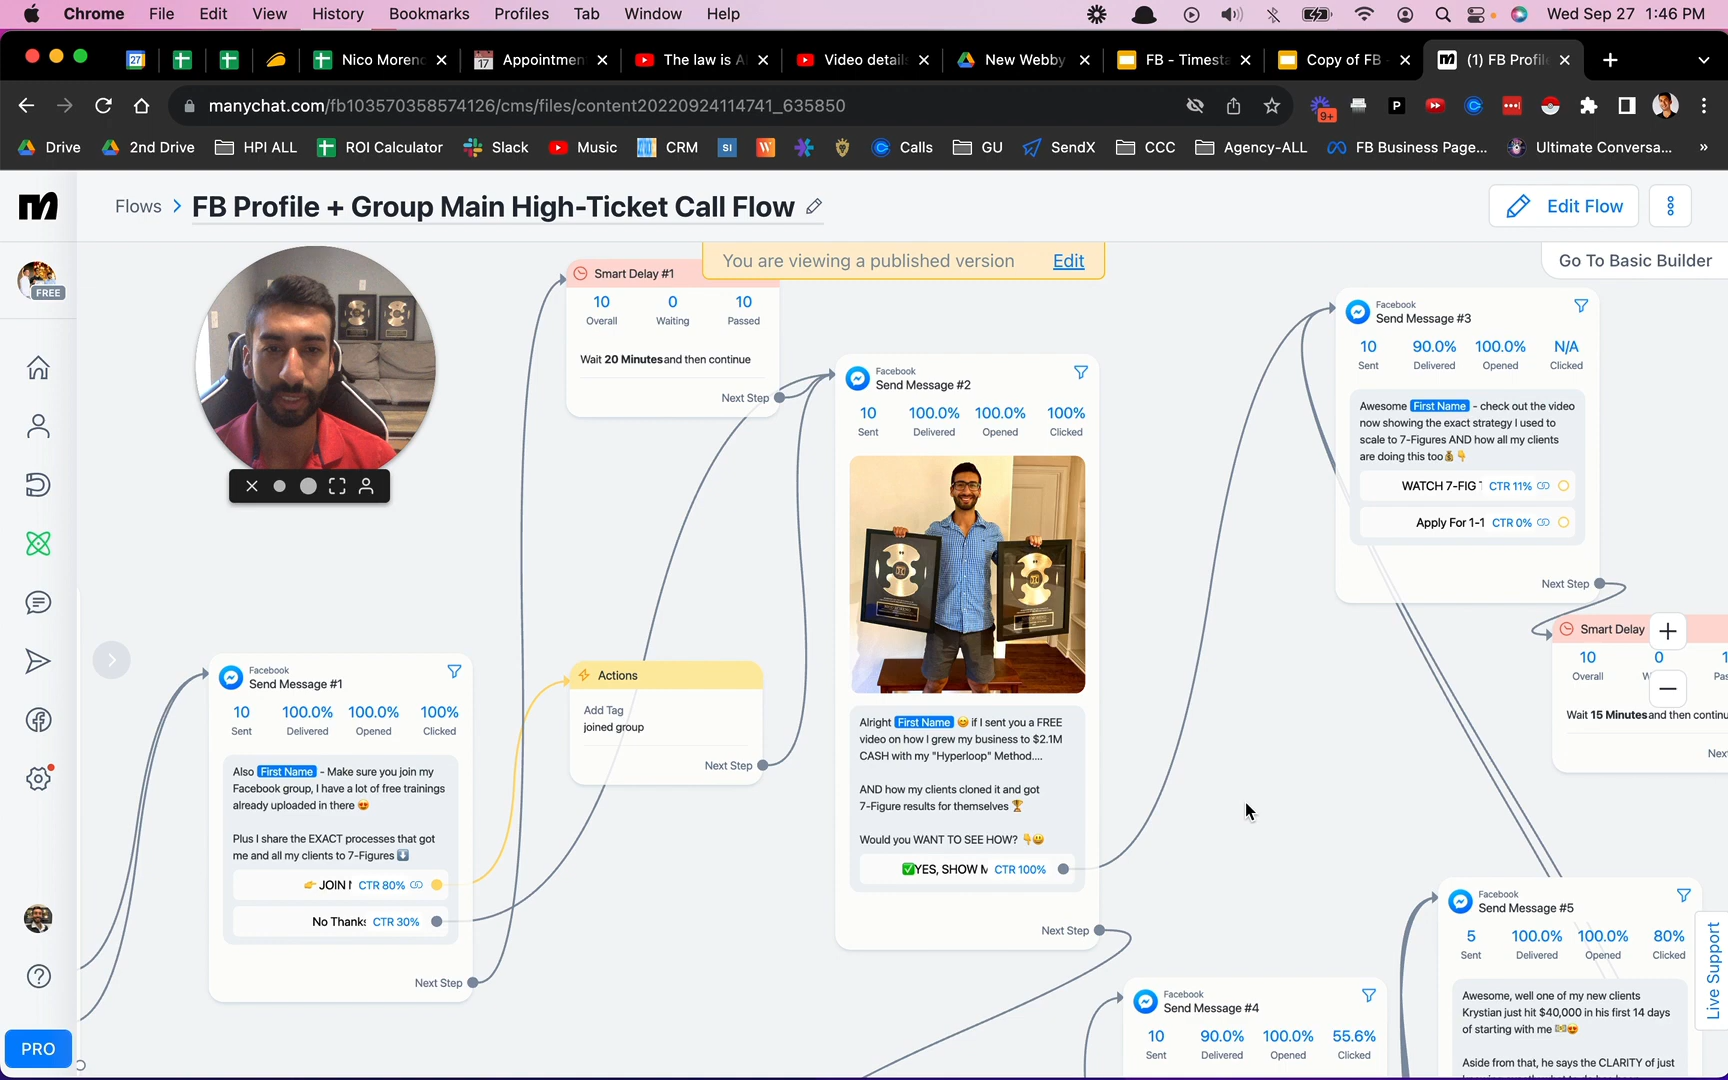 Chrome File Edit View History Bookmarks Profiles Tab Window Help
Wed Sep 27 1:46 PM
27
Nico Moreno
17
Appointmen
The law is A
Video details
New Webby
FB - Timesta
Copy of FB
(1) FB Profile
manychat.com/fb103570358574126/cms/files/content20220924114741_635850
9+
P
Drive
2nd Drive
HPI ALL
ROI Calculator
Slack
Music
CRM
SI
W
Calls
GU
SendX
CCC
Agency-ALL
FB Business Page...
Ultimate Conversa...
»
Flows > FB Profile + Group Main High-Ticket Call Flow
Edit Flow
You are viewing a published version Edit
Go To Basic Builder
FREE
PRO
Smart Delay #1
10 0 10
Overall Waiting Passed
Wait 20 Minutes and then continue
Next Step
Facebook
Send Message #1
10 100.0% 100.0% 100%
Sent Delivered Opened Clicked
Also First Name - Make sure you join my
Facebook group, I have a lot of free trainings
already uploaded in there 😍
Plus I share the EXACT processes that got
me and all my clients to 7-Figures ⬇️
👉 JOIN CTR 80%
No Thanks CTR 30%
Next Step
Actions
Add Tag
joined group
Next Step
Facebook
Send Message #2
10 100.0% 100.0% 100%
Sent Delivered Opened Clicked
Alright First Name 😊 if I sent you a FREE
video on how I grew my business to $2.1M
CASH with my "Hyperloop" Method....
AND how my clients cloned it and got
7-Figure results for themselves 🏆
Would you WANT TO SEE HOW? 👇😃
✅YES, SHOW M CTR 100%
Next Step
Facebook
Send Message #3
10 90.0% 100.0% N/A
Sent Delivered Opened Clicked
Awesome First Name - check out the video
now showing the exact strategy I used to
scale to 7-Figures AND how all my clients
are doing this too💰👇
WATCH 7-FIG CTR 11%
Apply For 1-1 CTR 0%
Next Step
Smart Delay
10 0 1
Overall W Pas
Wait 15 Minutes and then continu
Nex
Facebook
Send Message #4
10 90.0% 100.0% 55.6%
Sent Delivered Opened Clicked
Facebook
Send Message #5
5 100.0% 100.0% 80%
Sent Delivered Opened Clicked
Awesome, well one of my new clients
Krystian just hit $40,000 in his first 14 days
of starting with me 💵😍
Aside from that, he says the CLARITY of just
Live Support